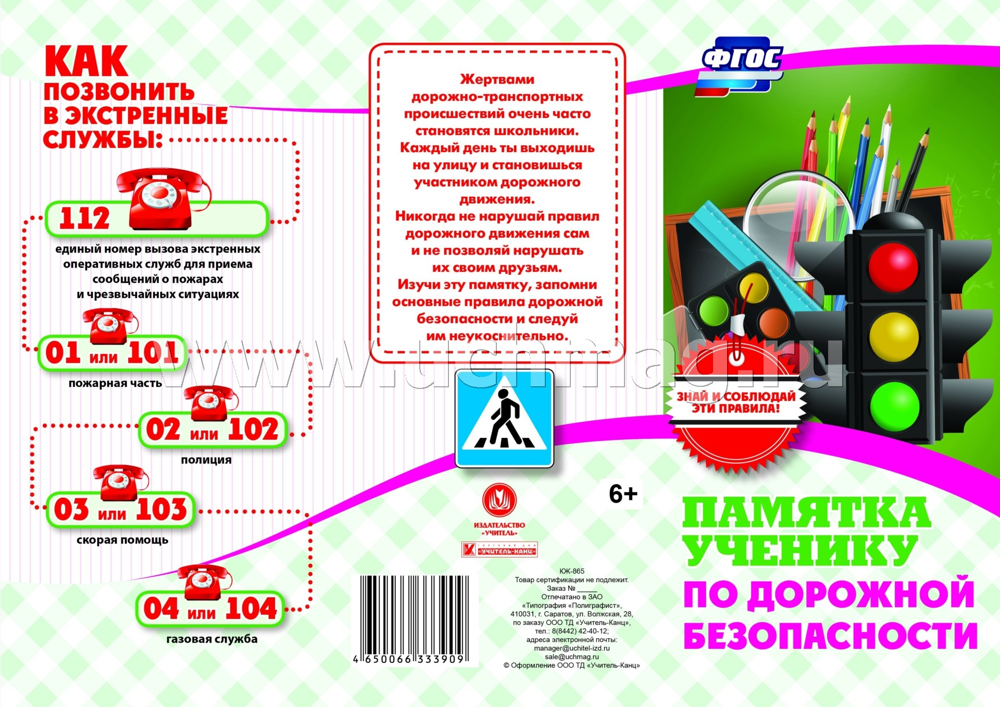 КАК
ПОЗВОНИТЬ
В ЭКСТРЕННЫЕ
СЛУЖБЫ:
112
единый номер вызова экстренных
оперативных служб для приема
сообщений о пожарах
и чрезвычайных ситуациях
01 или 101
пожарная часть
02 или 102
полиция
03 или 103
скорая помощь
04 или 104
газовая служба
Жертвами
дорожно-транспортных
происшествий очень часто
становятся школьники.
Каждый день ты выходишь
на улицу и становишься
участником дорожного
движения.
Никогда не нарушай правил
дорожного движения сам
и не позволяй нарушать
их своим друзьям.
Изучи эту памятку, запомни
основные правила дорожной
безопасности и следуй
им неукоснительно.
www.uchmag.ru
6+
ИЗДАТЕЛЬСТВО
«УЧИТЕЛЬ»
ТОРГОВЫЙ ДОМ
«УЧИТЕЛЬ-КАНЦ»
КЖ-865
Товар сертификации не подлежит.
Заказ № _____
Отпечатано в ЗАО
«Типография «Полиграфист»,
410031, г. Саратов, ул. Волжская, 28,
по заказу ООО ТД «Учитель-Канц»,
тел.: 8(8442) 42-40-12;
адреса электронной почты:
manager@uchitel-izd.ru
sale@uchmag.ru
© Оформление ООО ТД «Учитель-Канц»
4 650066 333909
ФГОС
ЗНАЙ И СОБЛЮДАЙ
ЭТИ ПРАВИЛА!
ПАМЯТКА
УЧЕНИКУ
ПО ДОРОЖНОЙ
БЕЗОПАСНОСТИ